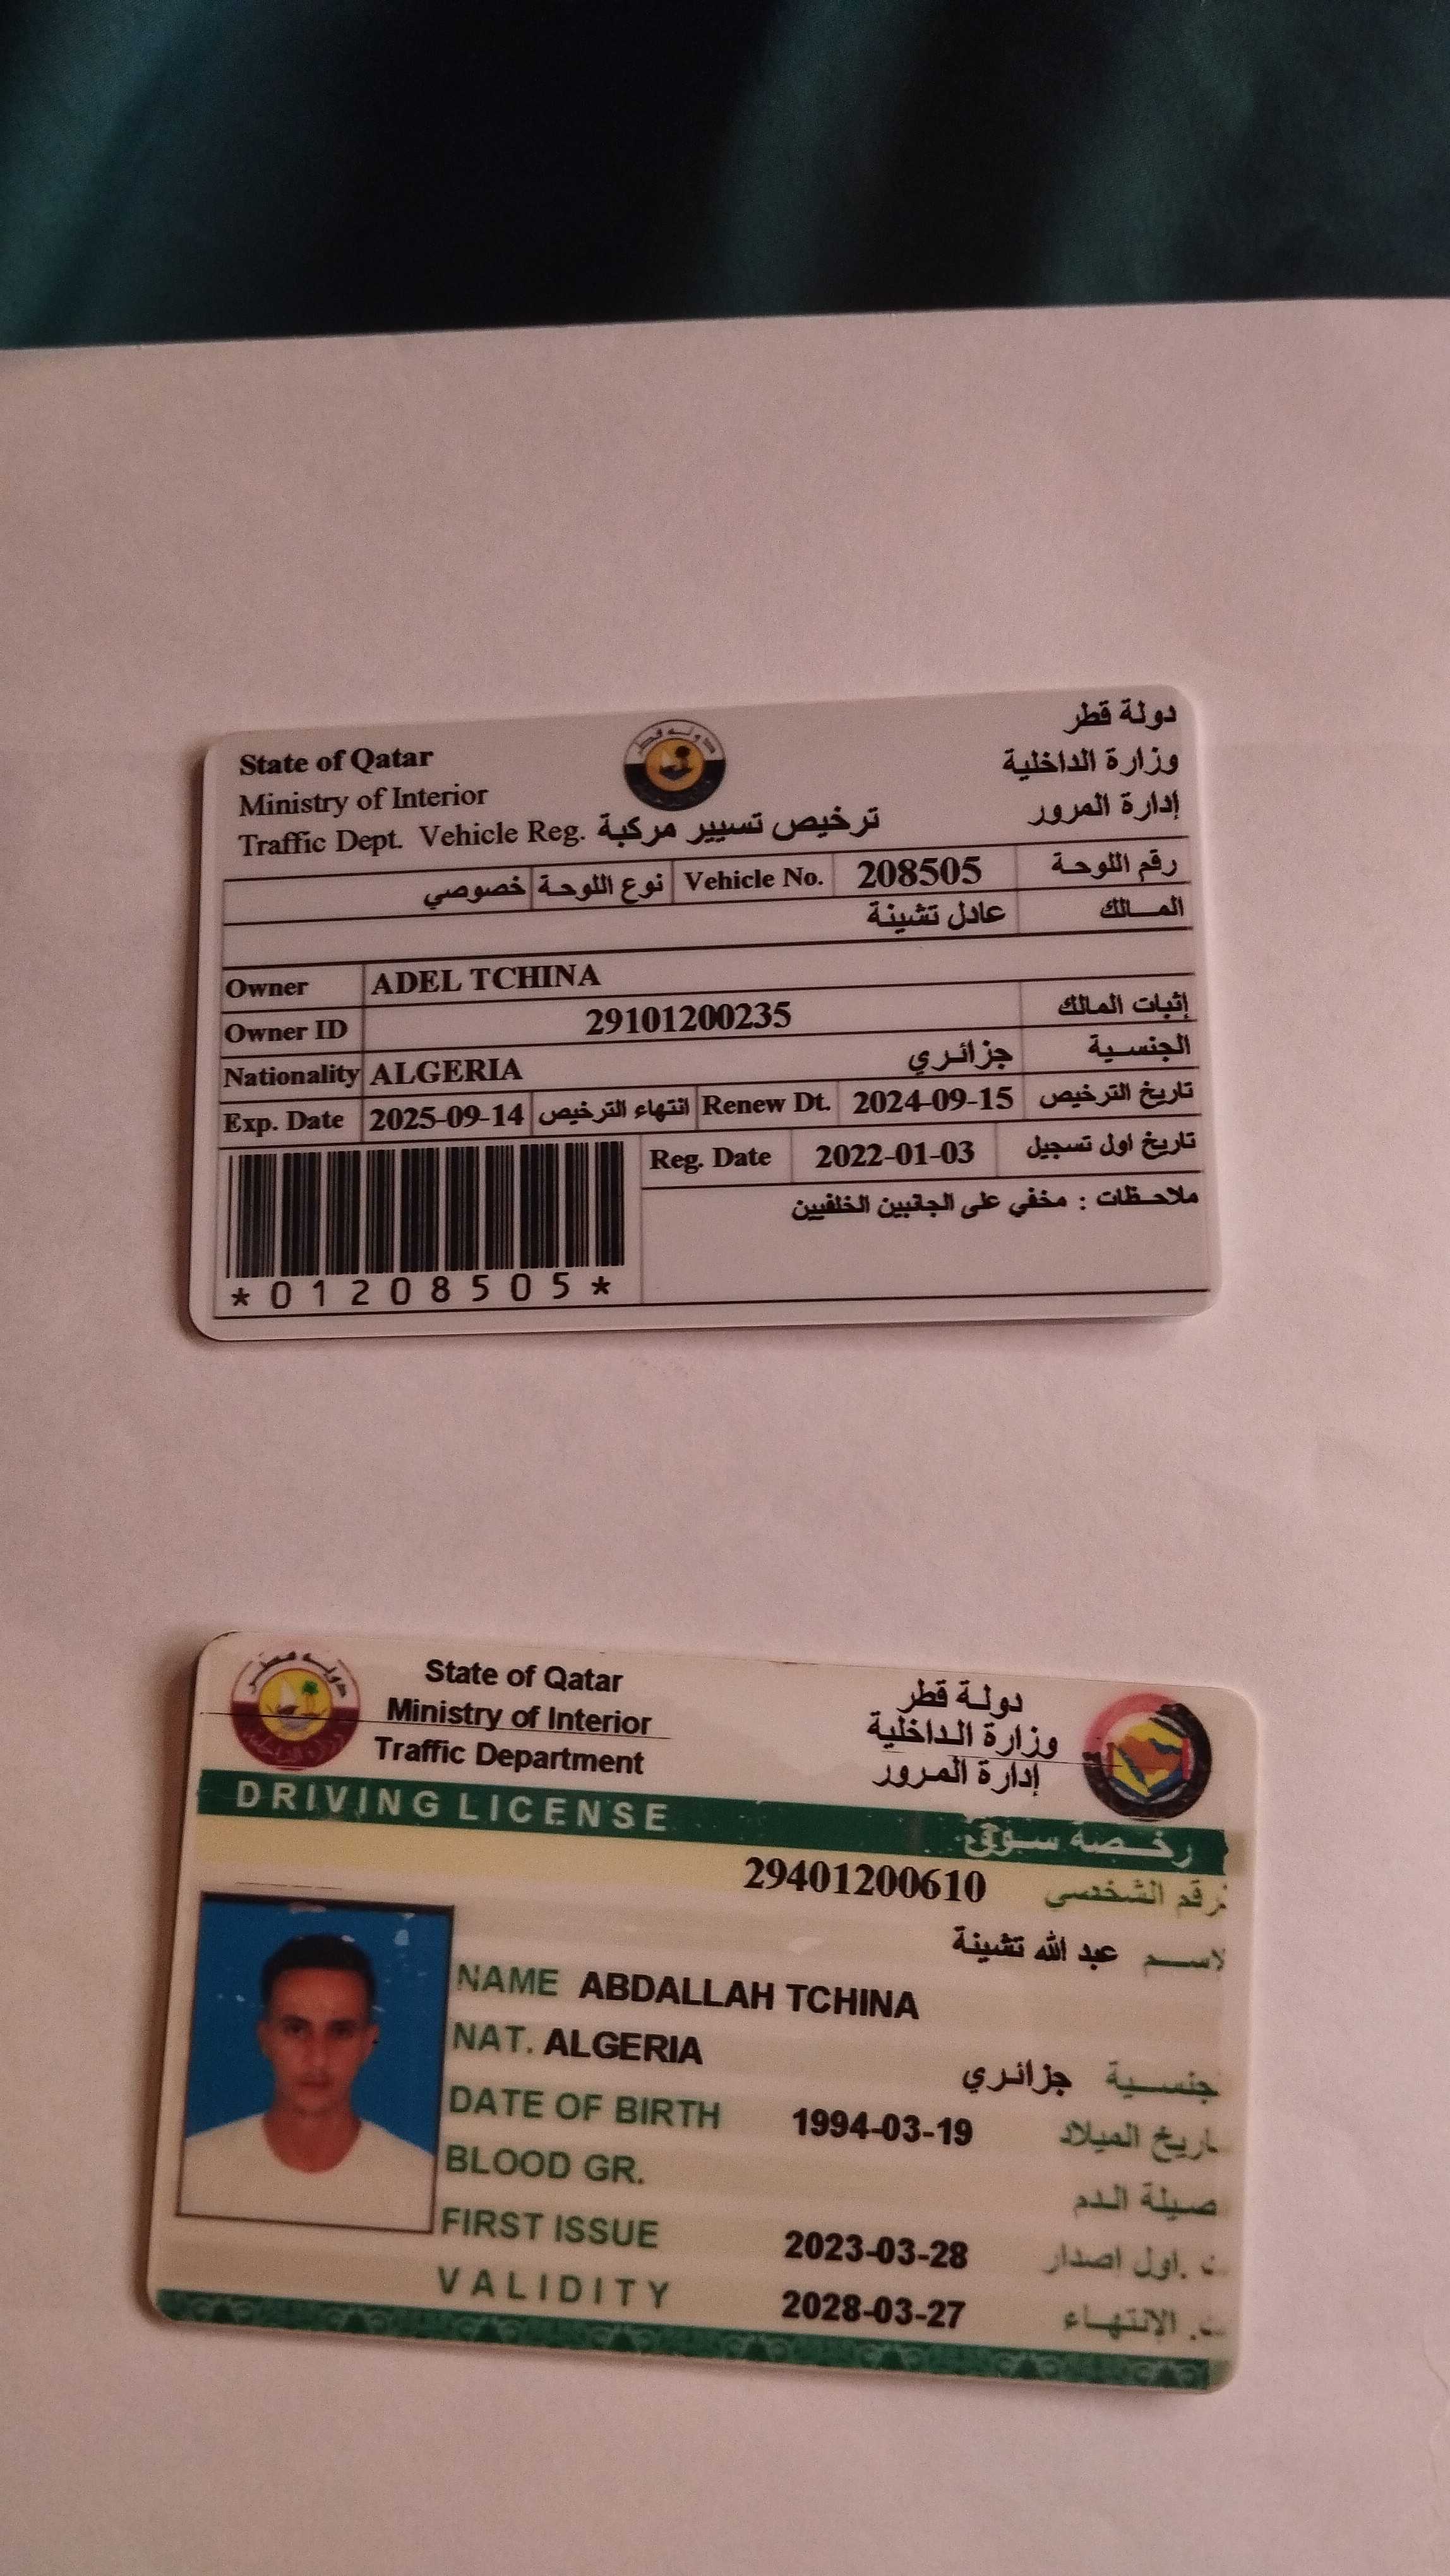 State of Qatar
دولة قطر
Ministry of Interior
وزارة الداخلية
Traffic Dept. Vehicle Reg. ترخيص تسيير مركبة
إدارة المرور
رقم اللوحة 208505 Vehicle No. نوع اللوحة خصوصي
المالك عادل تشينة
Owner ADEL TCHINA
Owner ID 29101200235 إثبات المالك
Nationality ALGERIA جزائري الجنسية
Exp. Date 2025-09-14 انتهاء الترخيص Renew Dt. 2024-09-15 تاريخ الترخيص
Reg. Date 2022-01-03 تاريخ اول تسجيل
ملاحظات : مخفي على الجانبين الخلفيين
*01208505*
دولة قطر
State of Qatar
Ministry of Interior
Traffic Department
دولة قطر
وزارة الداخلية
إدارة المرور
DRIVING LICENSE رخصة سوق
29401200610 رقم الشخصي
عبد الله تشينة
NAME ABDALLAH TCHINA
NAT. ALGERIA
جزائري جنسية
DATE OF BIRTH 1994-03-19 اريخ الميلاد
BLOOD GR. صيلة الدم
FIRST ISSUE 2023-03-28 ت .اول اصدار
VALIDITY 2028-03-27 ت. الإنتهاء